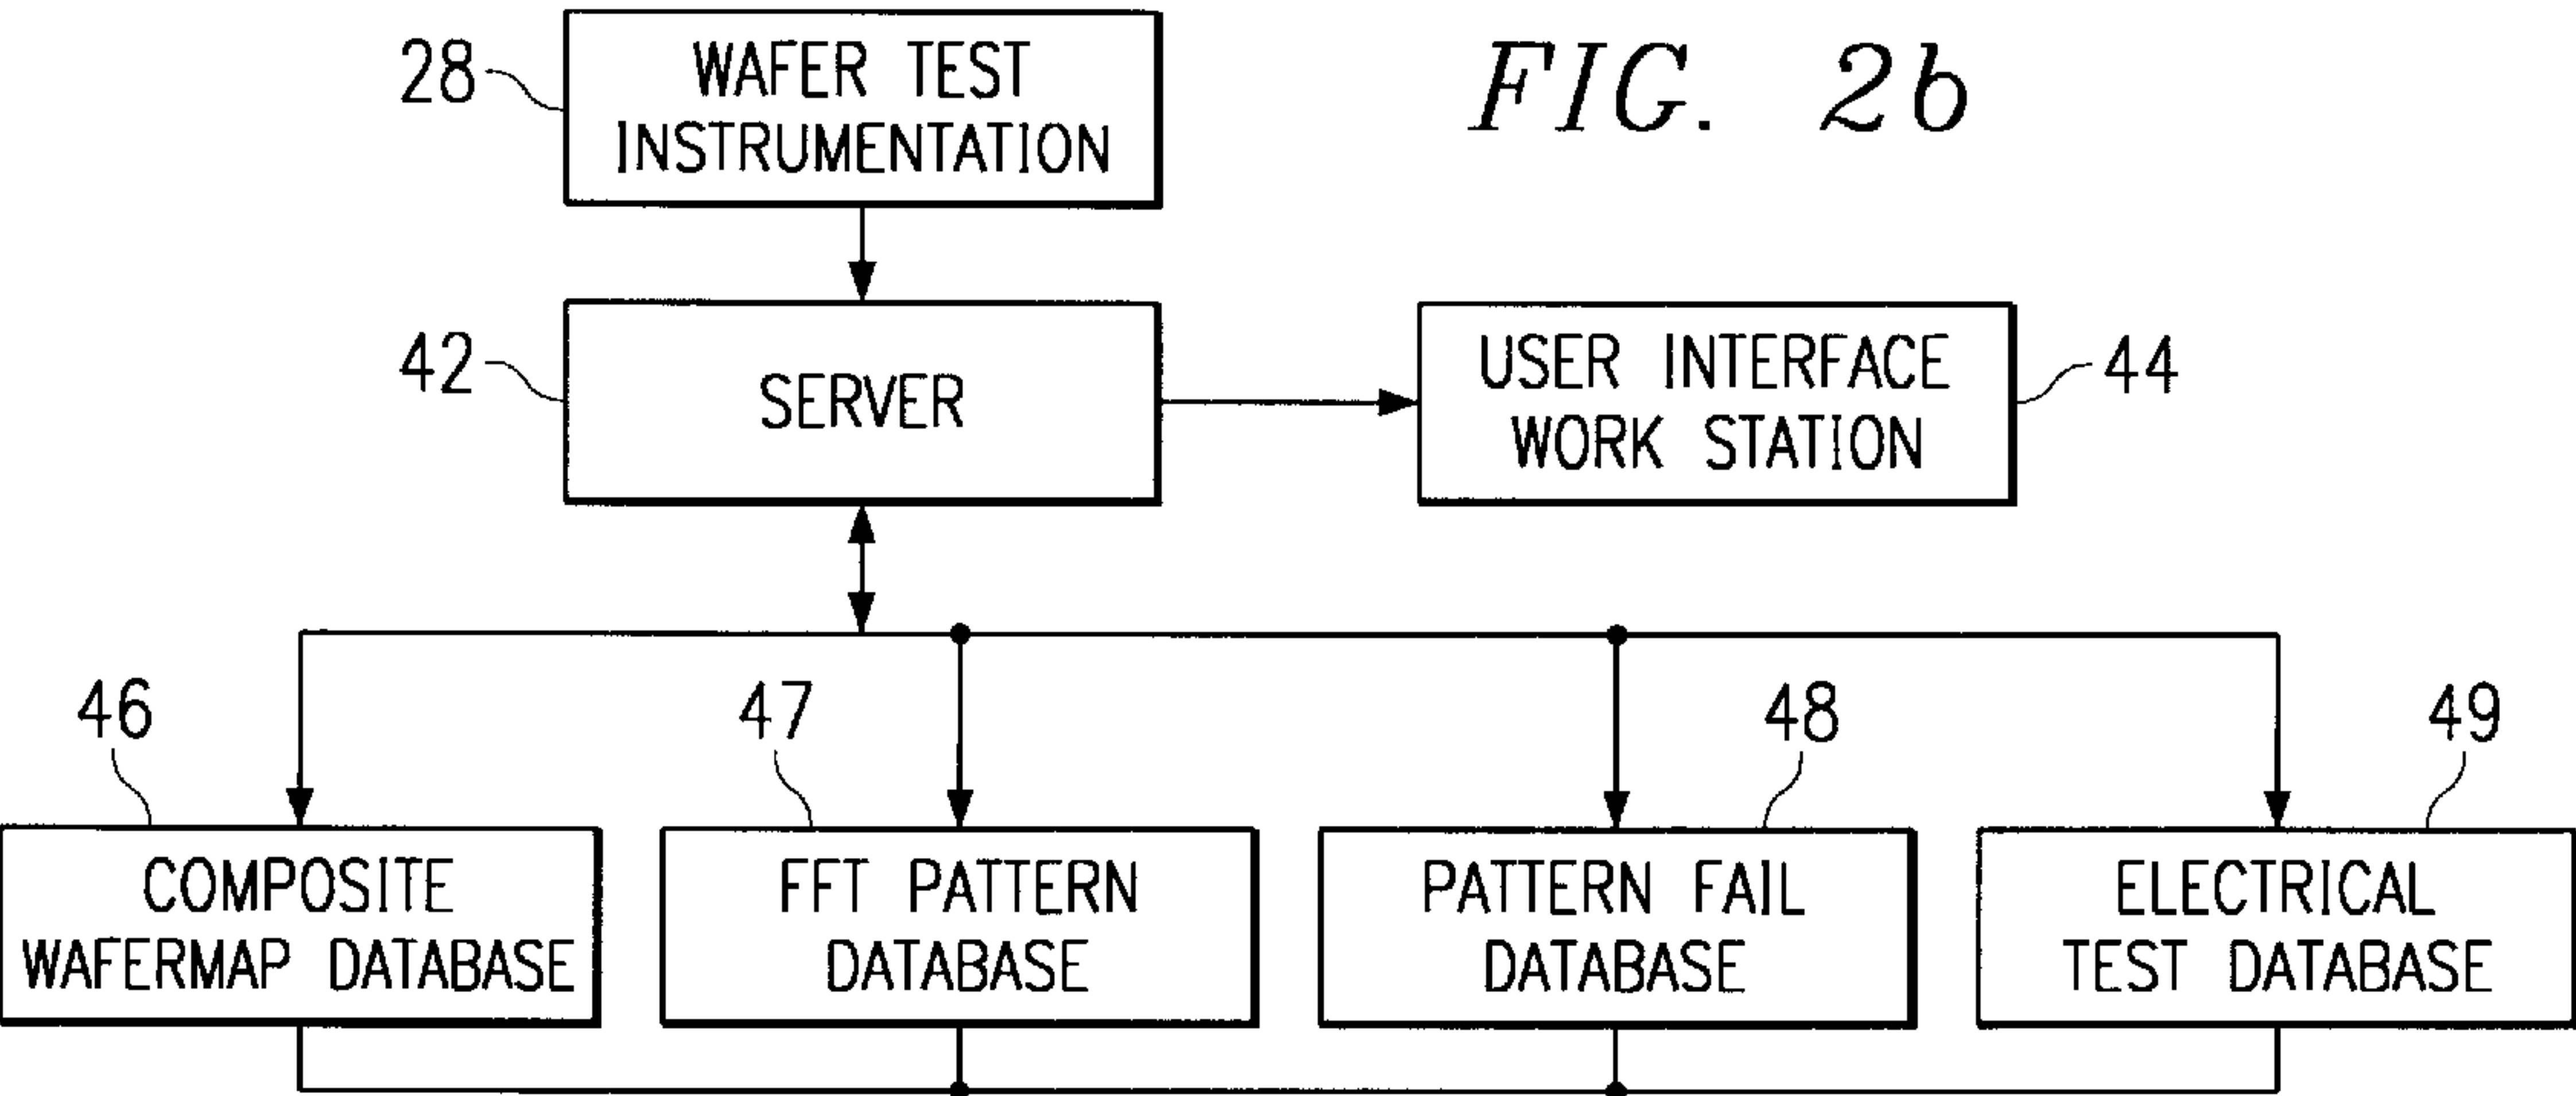 FIG. 2b
28
WAFER TEST
INSTRUMENTATION
42
SERVER
USER INTERFACE
WORK STATION
44
46
COMPOSITE
WAFERMAP DATABASE
47
FFT PATTERN
DATABASE
48
PATTERN FAIL
DATABASE
49
ELECTRICAL
TEST DATABASE